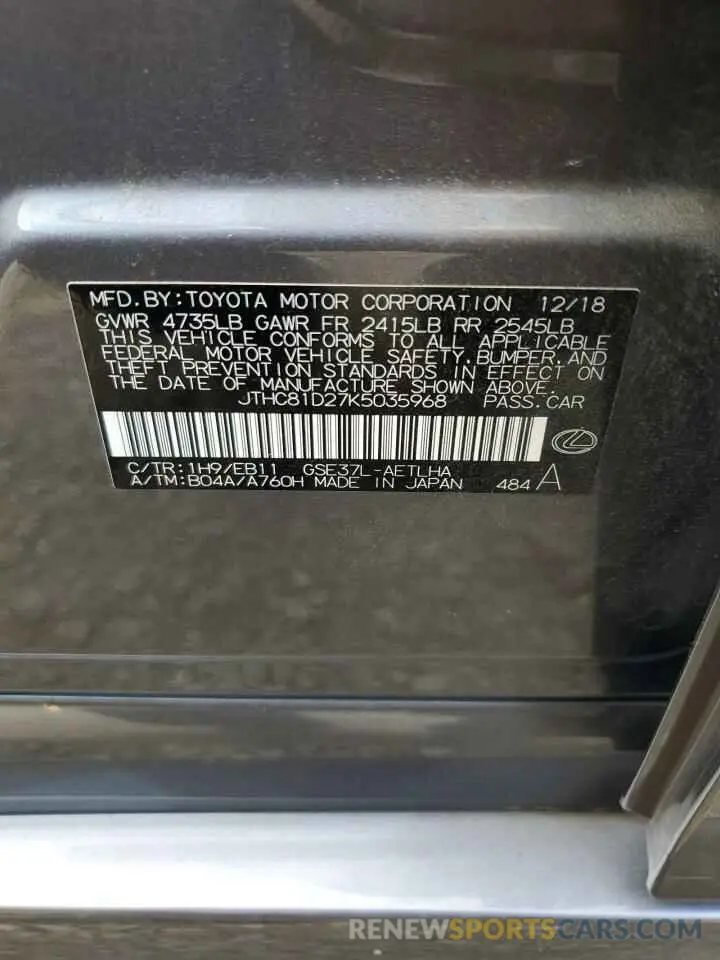 MFD. BY: TOYOTA MOTOR CORPORATION 12/18
GVWR 4735LB GAWR FR 2415LB RR 2545LB
THIS VEHICLE CONFORMS TO ALL APPLICABLE
FEDERAL MOTOR VEHICLE SAFETY, BUMPER, AND
THEFT PREVENTION STANDARDS IN EFFECT ON
THE DATE OF MANUFACTURE SHOWN ABOVE.
JTHC81D27K5035968 PASS. CAR
C/TR: 1H9/EB11 GSE37L-AETLHA
A/TM: B04A/A760H MADE IN JAPAN 484 A
RENEWSPORTSCARS.COM